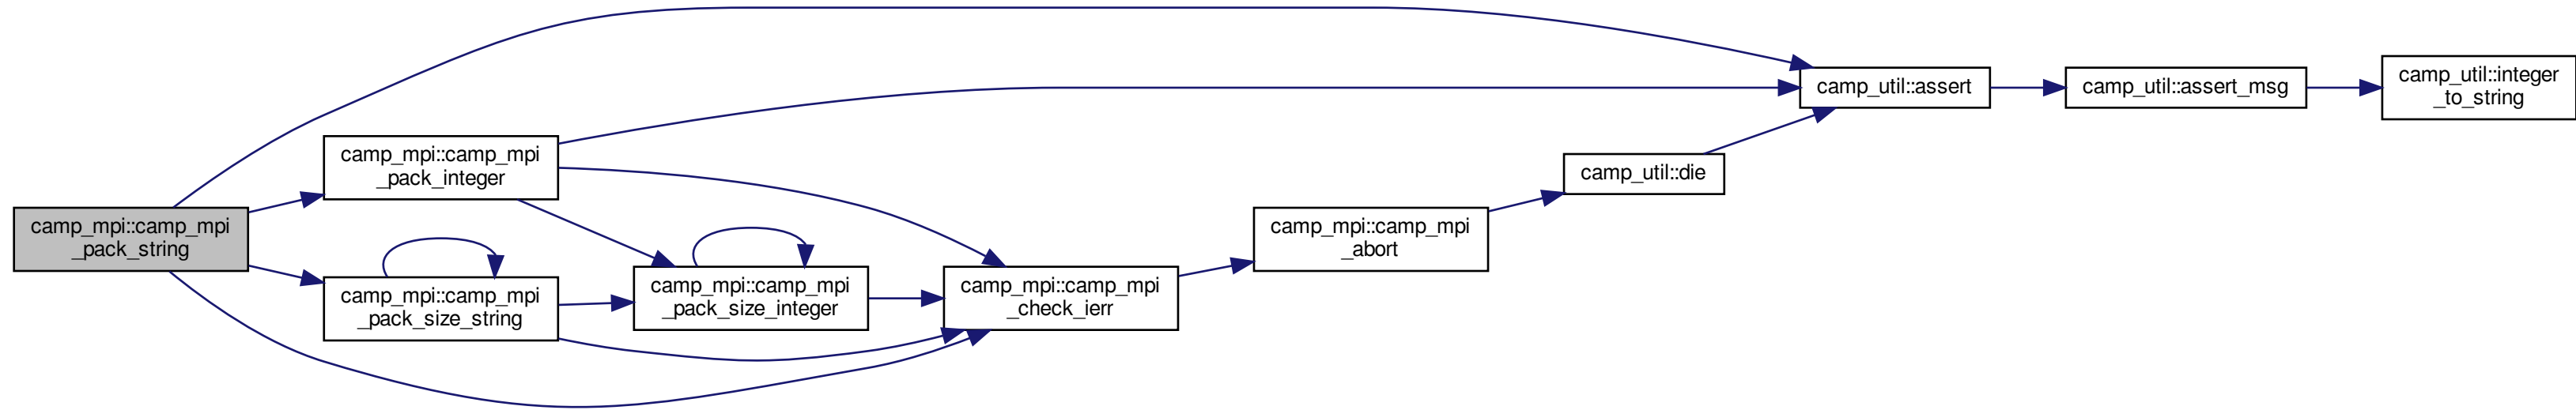 camp_mpi::camp_mpi
_pack_string
camp_mpi::camp_mpi
_pack_integer
camp_mpi::camp_mpi
_pack_size_string
camp_mpi::camp_mpi
_pack_size_integer
camp_mpi::camp_mpi
_check_ierr
camp_mpi::camp_mpi
_abort
camp_util::die
camp_util::assert
camp_util::assert_msg
camp_util::integer
_to_string